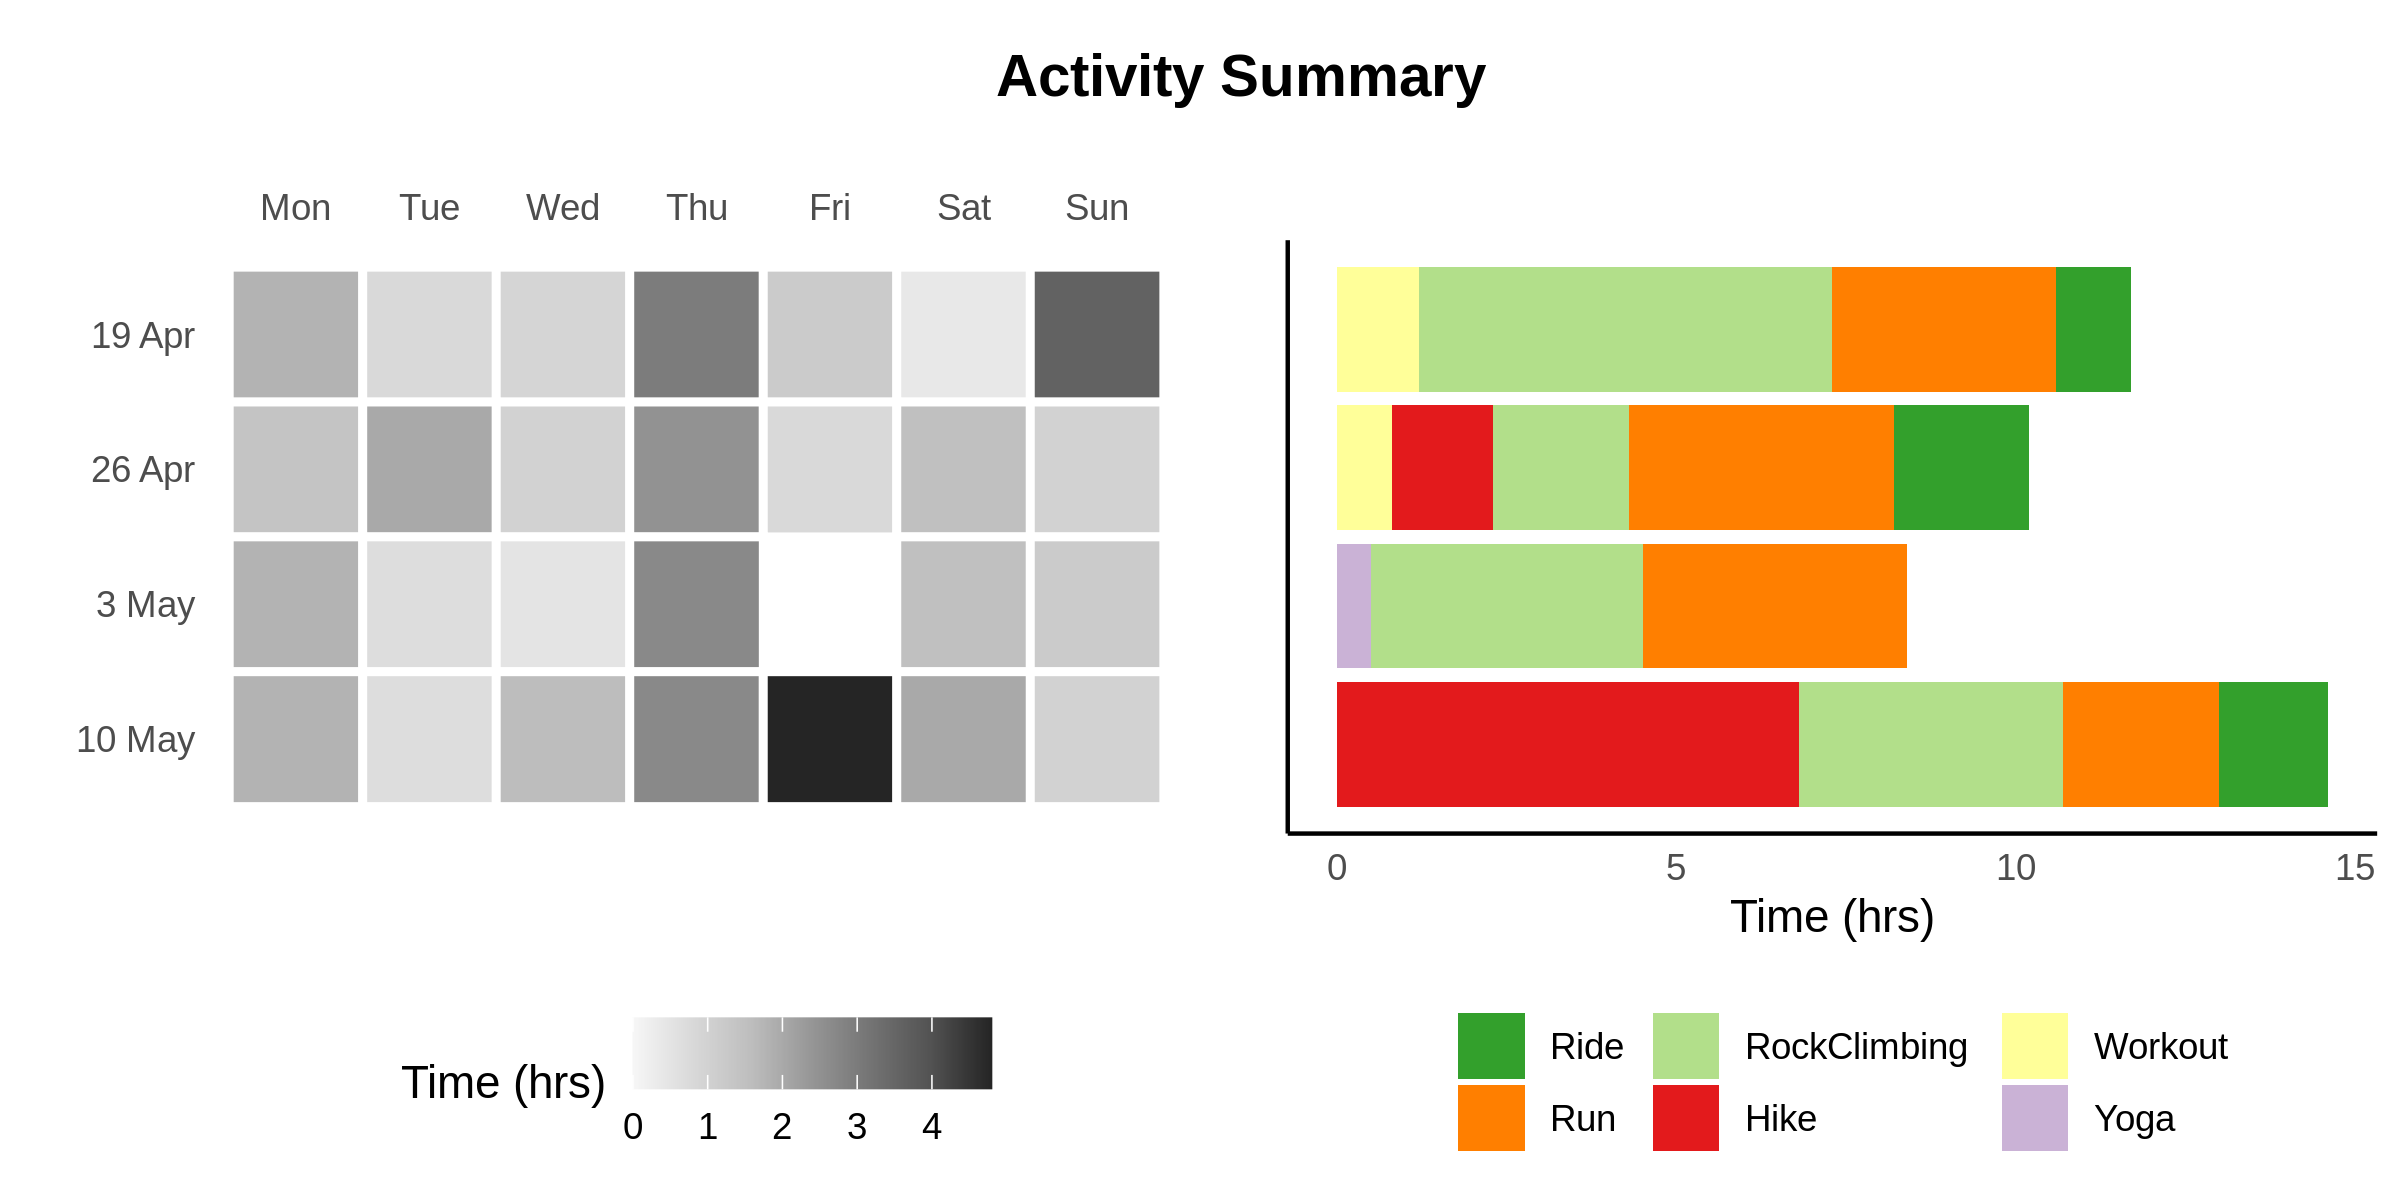 Activity Summary
Mon Tue Wed Thu Fri Sat Sun
19 Apr
26 Apr
3 May
10 May
0 5 10 15
Time (hrs)
Time (hrs)
0 1 2 3 4
Ride RockClimbing Workout
Run Hike Yoga